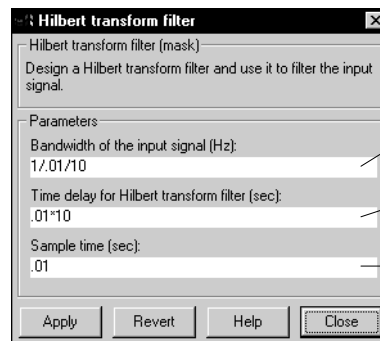 Hilbert transform filter
Hilbert transform filter (mask)
Design a Hilbert transform filter and use it to filter the input
signal.
Parameters
Bandwidth of the input signal (Hz):
1/.01/10
Time delay for Hilbert transform filter (sec):
.01*10
Sample time (sec):
.01
Apply Revert Help Close